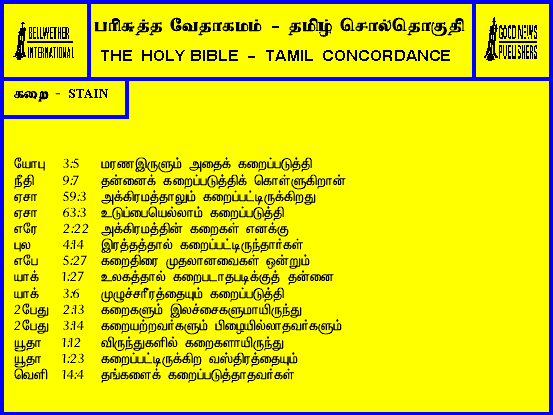 BELLWETHER
INTERNATIONAL
பரிசுத்த வேதாகமம் - தமிழ் சொல்தொகுதி
THE HOLY BIBLE - TAMIL CONCORDANCE
GOOD NEWS
PUBLISHERS
கறை - STAIN
யோபு 3:5 மரணஇருளும் அதைக் கறைப்படுத்தி
நீதி 9:7 தன்னைக் கறைப்படுத்திக் கொள்ளுகிறான்
ஏசா 59:3 அக்கிரமத்தாலும் கறைப்பட்டிருக்கிறது
ஏசா 63:3 உடுப்பையெல்லாம் கறைப்படுத்தி
எரே 2:22 அக்கிரமத்தின் கறைகள் எனக்கு
புல 4:14 இரத்தத்தால் கறைப்பட்டிருந்தார்கள்
எபே 5:27 கறைதிரை முதலானவைகள் ஒன்றும்
யாக் 1:27 உலகத்தால் கறைபடாதபடிக்குத் தன்னை
யாக் 3:6 முழுச்சரீரத்தையும் கறைப்படுத்தி
2பேது 2:13 கறைகளும் இலச்சைகளுமாயிருந்து
2பேது 3:14 கறையற்றவர்களும் பிழையில்லாதவர்களும்
யூதா 1:12 விருந்துகளில் கறைகளாயிருந்து
யூதா 1:23 கறைப்பட்டிருக்கிற வஸ்திரத்தையும்
வெளி 14:4 தங்களைக் கறைப்படுத்தாதவர்கள்